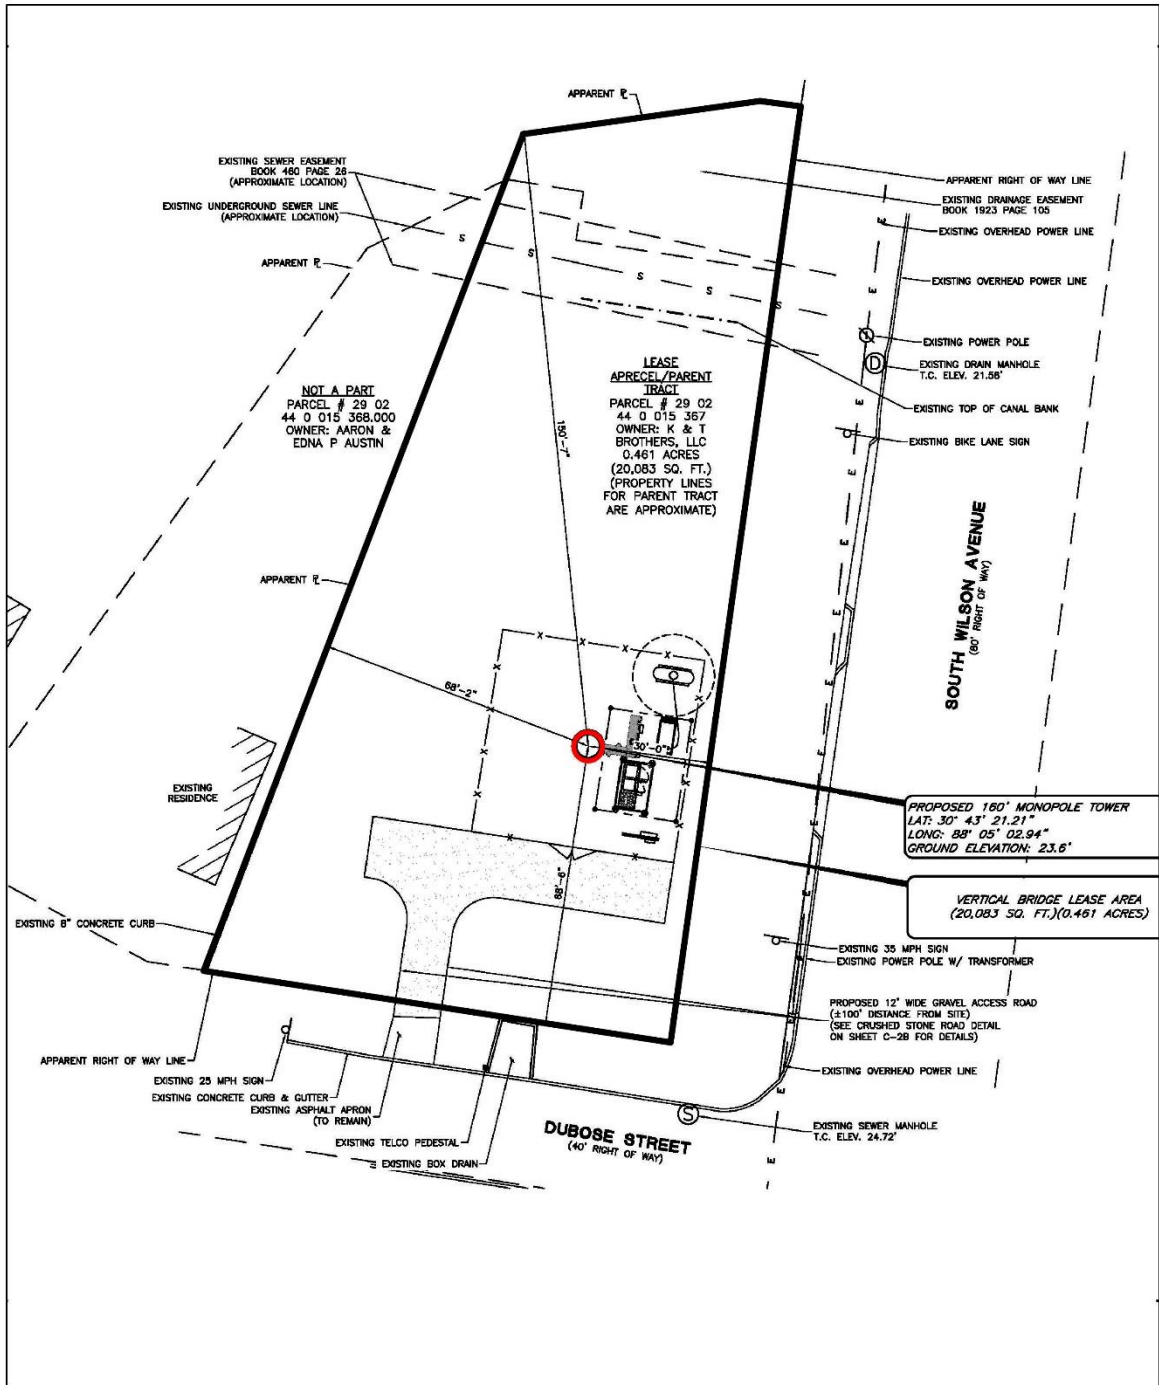 APPARENT ℄
EXISTING SEWER EASEMENT
BOOK 460 PAGE 26
(APPROXIMATE LOCATION)
EXISTING UNDERGROUND SEWER LINE
(APPROXIMATE LOCATION)
APPARENT ℄
APPARENT RIGHT OF WAY LINE
EXISTING DRAINAGE EASEMENT
BOOK 1923 PAGE 105
EXISTING OVERHEAD POWER LINE
EXISTING OVERHEAD POWER LINE
EXISTING POWER POLE
EXISTING DRAIN MANHOLE
T.C. ELEV. 21.56'
EXISTING TOP OF CANAL BANK
EXISTING BIKE LANE SIGN
NOT A PART
PARCEL # 29 02
44 0 015 368.000
OWNER: AARON &
EDNA P AUSTIN
LEASE
APRECEL/PARENT
TRACT
PARCEL # 29 02
44 0 015 367
OWNER: K & T
BROTHERS, LLC
0.461 ACRES
(20,083 SQ. FT.)
(PROPERTY LINES
FOR PARENT TRACT
ARE APPROXIMATE)
150'-7"
APPARENT ℄
SOUTH WILSON AVENUE
(80' RIGHT OF WAY)
68'-2"
30'-0"
EXISTING
RESIDENCE
PROPOSED 160' MONOPOLE TOWER
LAT: 30° 43' 21.21"
LONG: 88° 05' 02.94"
GROUND ELEVATION: 23.6'
68'-6"
VERTICAL BRIDGE LEASE AREA
(20,083 SQ. FT.)(0.461 ACRES)
EXISTING 8" CONCRETE CURB
EXISTING 35 MPH SIGN
EXISTING POWER POLE W/ TRANSFORMER
PROPOSED 12' WIDE GRAVEL ACCESS ROAD
(±100' DISTANCE FROM SITE)
(SEE CRUSHED STONE ROAD DETAIL
ON SHEET C-2B FOR DETAILS)
APPARENT RIGHT OF WAY LINE
EXISTING 25 MPH SIGN
EXISTING CONCRETE CURB & GUTTER
EXISTING ASPHALT APRON
(TO REMAIN)
EXISTING TELCO PEDESTAL
EXISTING BOX DRAIN
EXISTING OVERHEAD POWER LINE
EXISTING SEWER MANHOLE
T.C. ELEV. 24.72'
DUBOSE STREET
(40' RIGHT OF WAY)